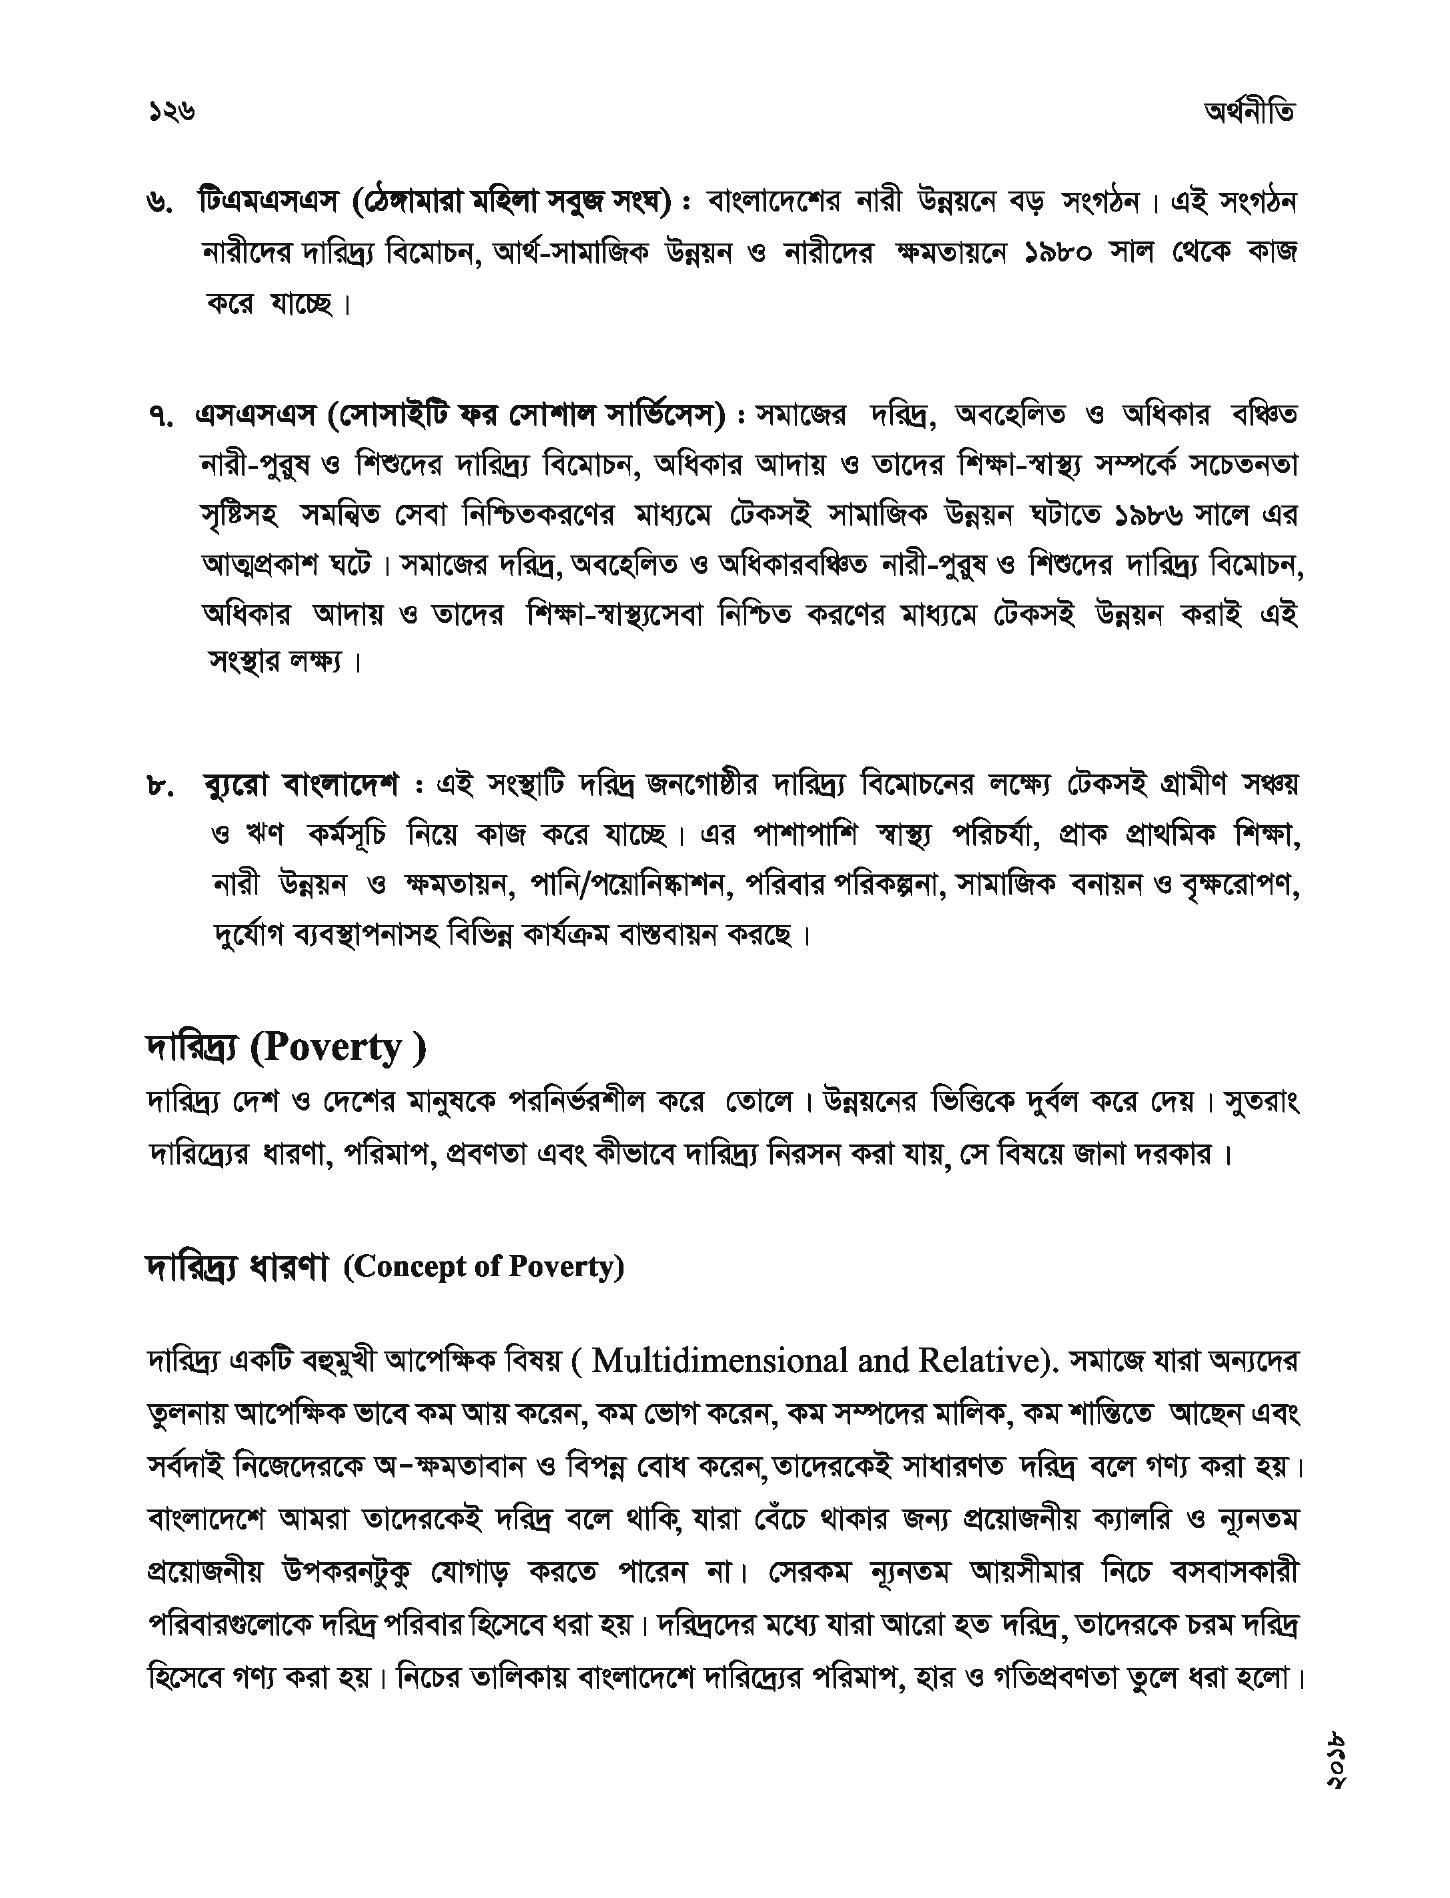 ১২৬
অর্থনীতি
৬. টিএমএসএস (ঠেঙ্গামারা মহিলা সবুজ সংঘ) : বাংলাদেশের নারী উন্নয়নে বড় সংগঠন। এই সংগঠন
নারীদের দারিদ্র্য বিমোচন, আর্থ-সামাজিক উন্নয়ন ও নারীদের ক্ষমতায়নে ১৯৮০ সাল থেকে কাজ
করে যাচ্ছে।
৭. এসএসএস (সোসাইটি ফর সোশাল সার্ভিসেস) : সমাজের দরিদ্র, অবহেলিত ও অধিকার বঞ্চিত
নারী-পুরুষ ও শিশুদের দারিদ্র্য বিমোচন, অধিকার আদায় ও তাদের শিক্ষা-স্বাস্থ্য সম্পর্কে সচেতনতা
সৃষ্টিসহ সমন্বিত সেবা নিশ্চিতকরণের মাধ্যমে টেকসই সামাজিক উন্নয়ন ঘটাতে ১৯৮৬ সালে এর
আত্মপ্রকাশ ঘটে। সমাজের দরিদ্র, অবহেলিত ও অধিকারবঞ্চিত নারী-পুরুষ ও শিশুদের দারিদ্র্য বিমোচন,
অধিকার আদায় ও তাদের শিক্ষা-স্বাস্থ্যসেবা নিশ্চিত করণের মাধ্যমে টেকসই উন্নয়ন করাই এই
সংস্থার লক্ষ্য।
৮. ব্যুরো বাংলাদেশ : এই সংস্থাটি দরিদ্র জনগোষ্ঠীর দারিদ্র্য বিমোচনের লক্ষ্যে টেকসই গ্রামীণ সঞ্চয়
ও ঋণ কর্মসূচি নিয়ে কাজ করে যাচ্ছে। এর পাশাপাশি স্বাস্থ্য পরিচর্যা, প্রাক প্রাথমিক শিক্ষা,
নারী উন্নয়ন ও ক্ষমতায়ন, পানি/পয়োনিষ্কাশন, পরিবার পরিকল্পনা, সামাজিক বনায়ন ও বৃক্ষরোপণ,
দুর্যোগ ব্যবস্থাপনাসহ বিভিন্ন কার্যক্রম বাস্তবায়ন করছে।
দারিদ্র্য (Poverty )
দারিদ্র্য দেশ ও দেশের মানুষকে পরনির্ভরশীল করে তোলে। উন্নয়নের ভিত্তিকে দুর্বল করে দেয়। সুতরাং
দারিদ্র্যের ধারণা, পরিমাপ, প্রবণতা এবং কীভাবে দারিদ্র্য নিরসন করা যায়, সে বিষয়ে জানা দরকার।
দারিদ্র্য ধারণা (Concept of Poverty)
দারিদ্র্য একটি বহুমুখী আপেক্ষিক বিষয় ( Multidimensional and Relative). সমাজে যারা অন্যদের
তুলনায় আপেক্ষিক ভাবে কম আয় করেন, কম ভোগ করেন, কম সম্পদের মালিক, কম শান্তিতে আছেন এবং
সর্বদাই নিজেদেরকে অ-ক্ষমতাবান ও বিপন্ন বোধ করেন, তাদেরকেই সাধারণত দরিদ্র বলে গণ্য করা হয়।
বাংলাদেশে আমরা তাদেরকেই দরিদ্র বলে থাকি, যারা বেঁচে থাকার জন্য প্রয়োজনীয় ক্যালরি ও ন্যূনতম
প্রয়োজনীয় উপকরনটুকু যোগাড় করতে পারেন না। সেরকম ন্যূনতম আয়সীমার নিচে বসবাসকারী
পরিবারগুলোকে দরিদ্র পরিবার হিসেবে ধরা হয়। দরিদ্রদের মধ্যে যারা আরো হত দরিদ্র, তাদেরকে চরম দরিদ্র
হিসেবে গণ্য করা হয়। নিচের তালিকায় বাংলাদেশে দারিদ্র্যের পরিমাপ, হার ও গতিপ্রবণতা তুলে ধরা হলো।
২০১৮